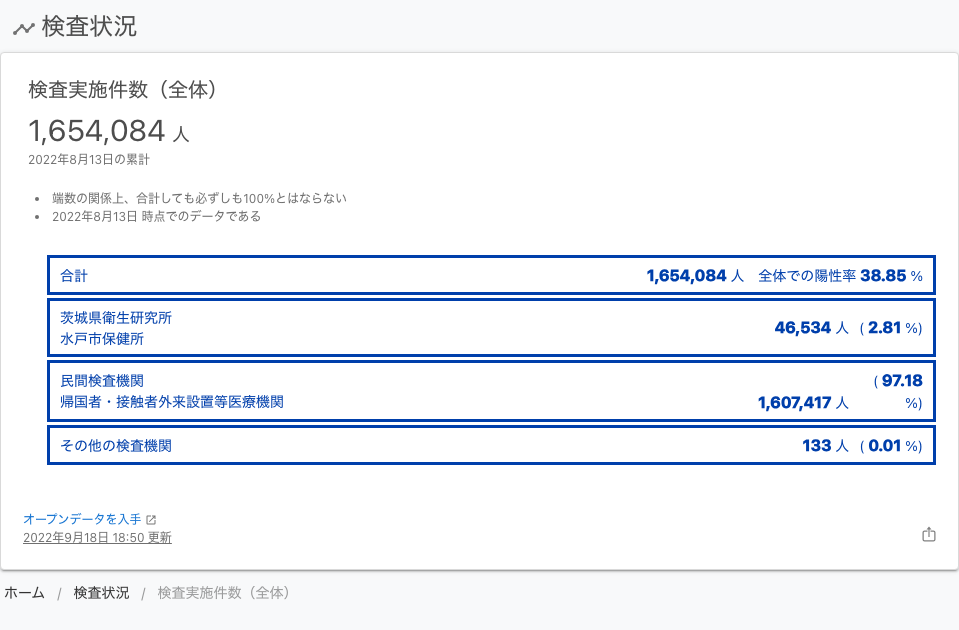 検査状況
検査実施件数（全体）
1,654,084 人
2022年8月13日の累計
端数の関係上、合計しても必ずしも100%とはならない
2022年8月13日 時点でのデータである
合計 1,654,084 人 全体での陽性率 38.85 %
茨城県衛生研究所
水戸市保健所
46,534 人 ( 2.81 %)
民間検査機関
帰国者・接触者外来設置等医療機関
1,607,417 人 ( 97.18 %)
その他の検査機関 133 人 ( 0.01 %)
オープンデータを入手
2022年9月18日 18:50 更新
ホーム / 検査状況 / 検査実施件数（全体）